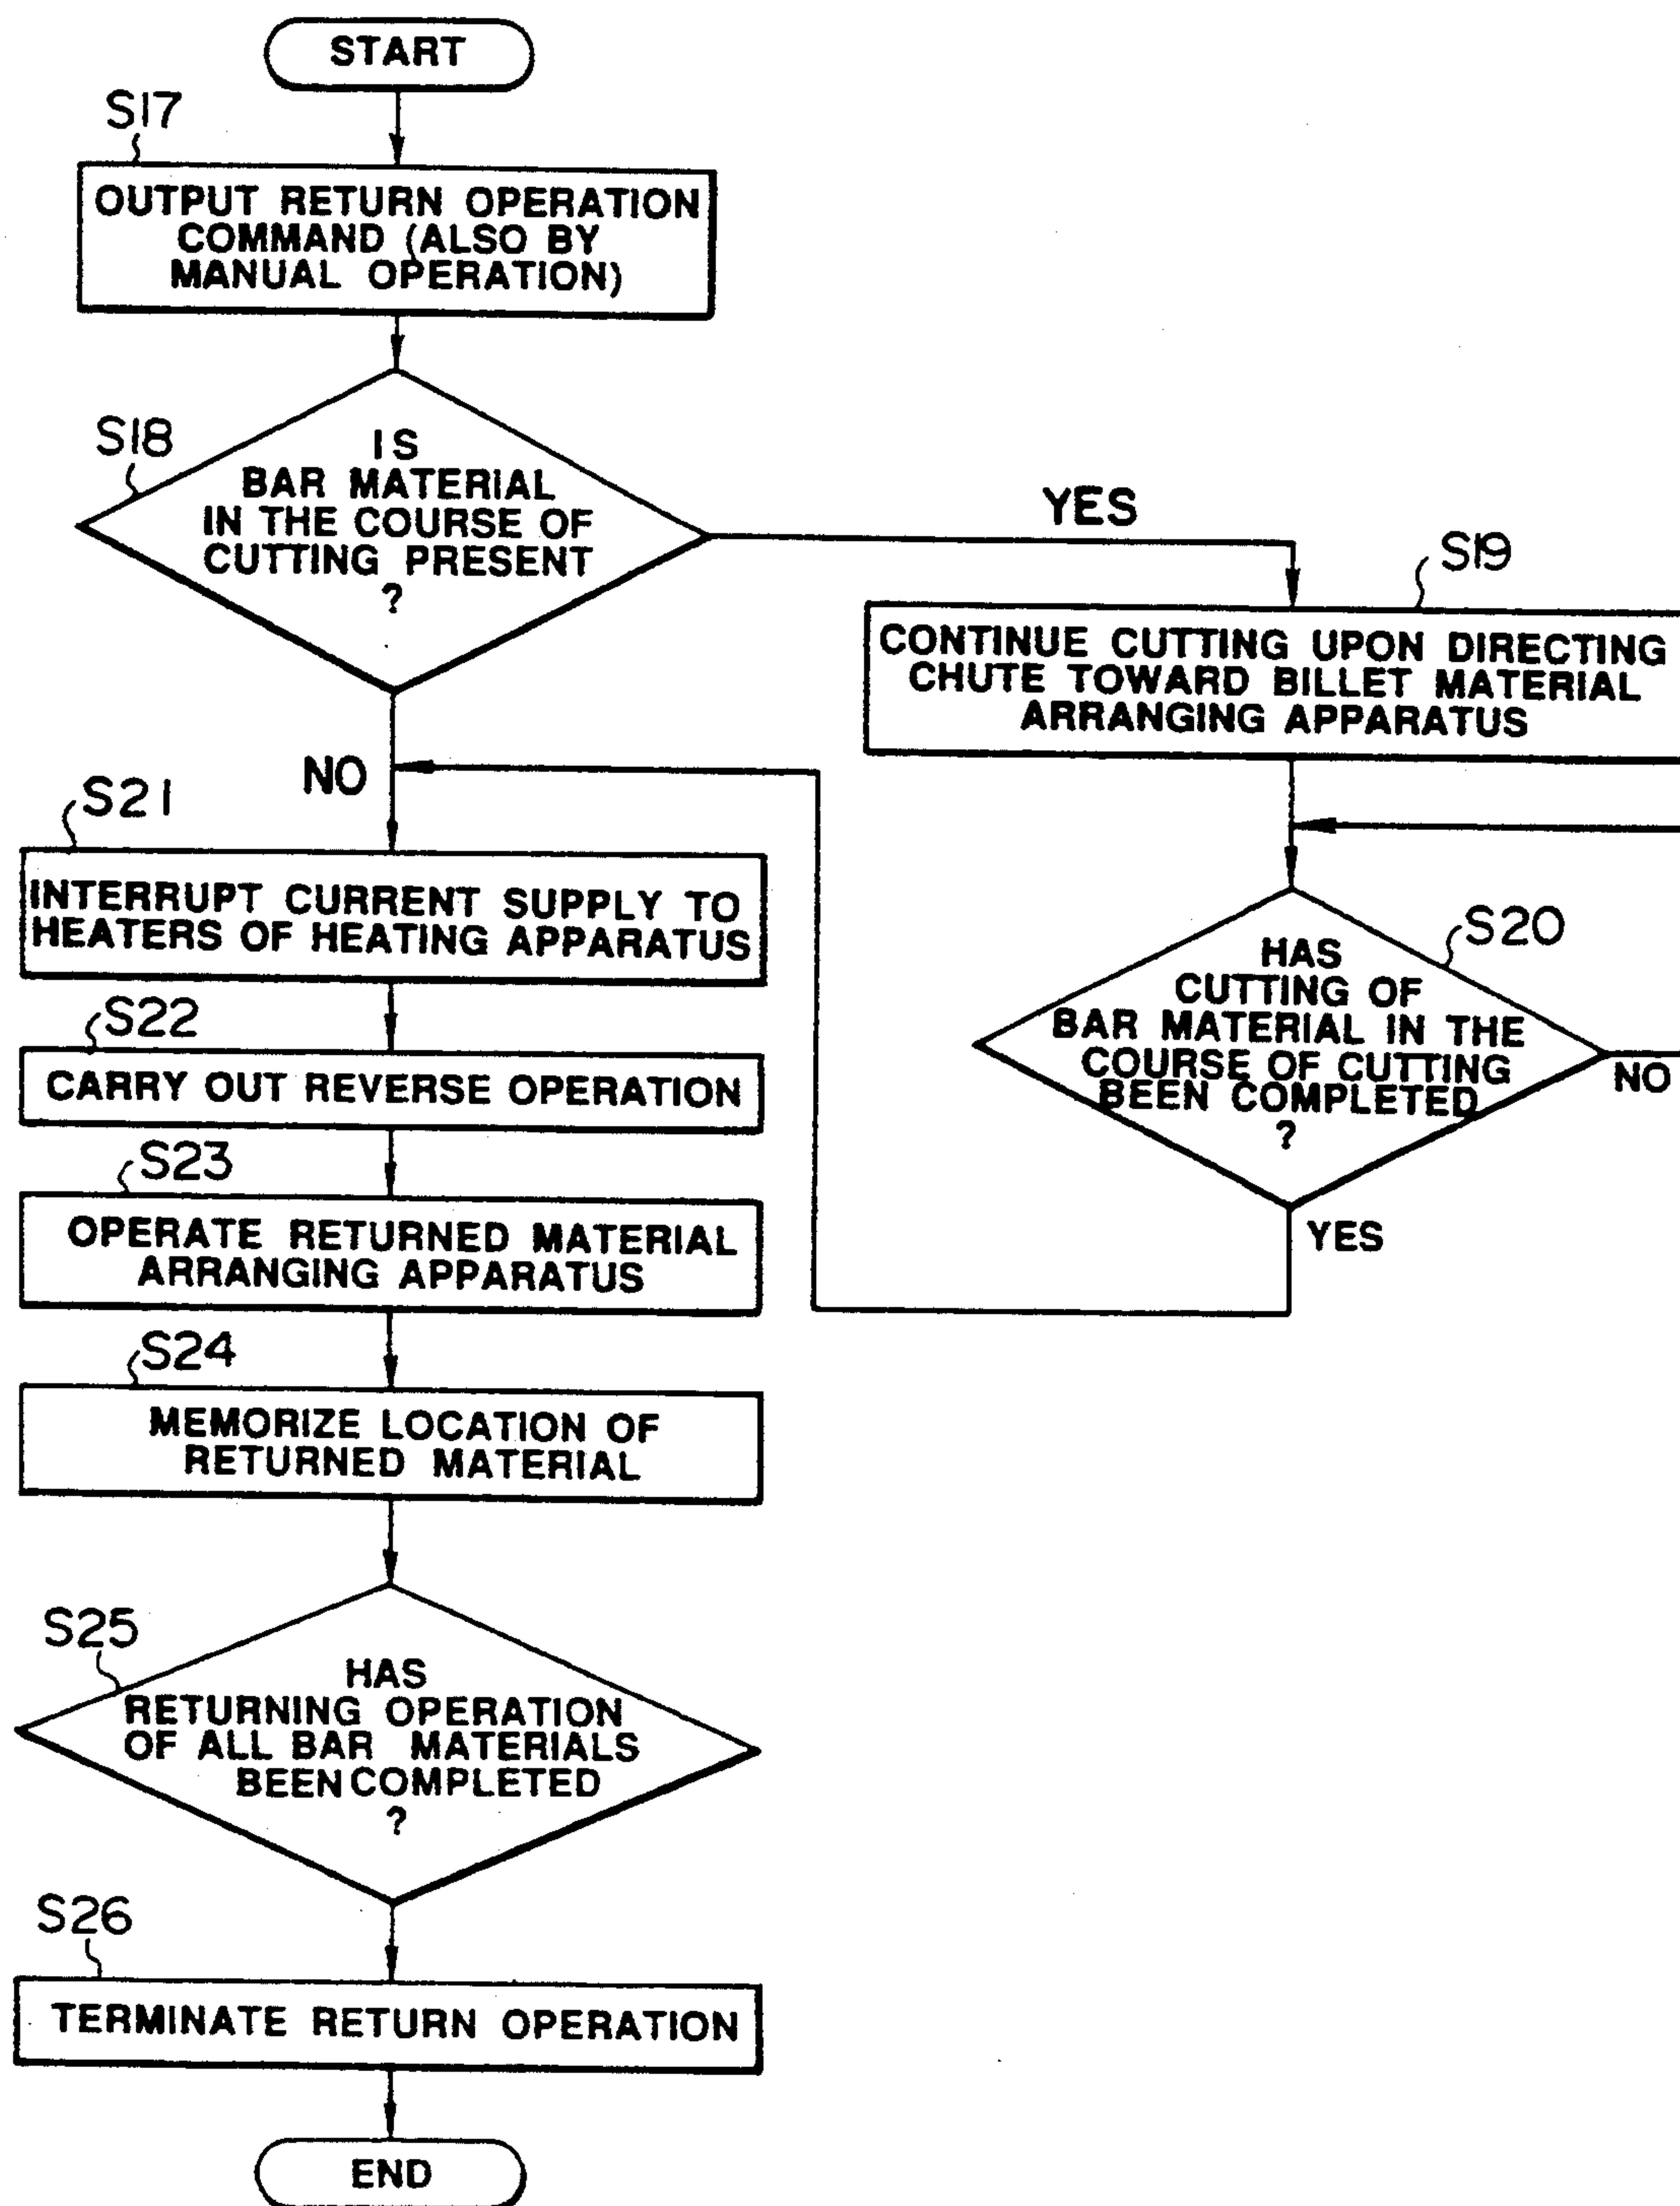 START
S17
OUTPUT RETURN OPERATION
COMMAND (ALSO BY
MANUAL OPERATION)
S18
IS
BAR MATERIAL
IN THE COURSE OF
CUTTING PRESENT
?
YES
S19
CONTINUE CUTTING UPON DIRECTING
CHUTE TOWARD BILLET MATERIAL
ARRANGING APPARATUS
NO
S20
HAS
CUTTING OF
BAR MATERIAL IN THE
COURSE OF CUTTING
BEEN COMPLETED
?
NO
YES
S21
INTERRUPT CURRENT SUPPLY TO
HEATERS OF HEATING APPARATUS
S22
CARRY OUT REVERSE OPERATION
S23
OPERATE RETURNED MATERIAL
ARRANGING APPARATUS
S24
MEMORIZE LOCATION OF
RETURNED MATERIAL
S25
HAS
RETURNING OPERATION
OF ALL BAR MATERIALS
BEEN COMPLETED
?
S26
TERMINATE RETURN OPERATION
END